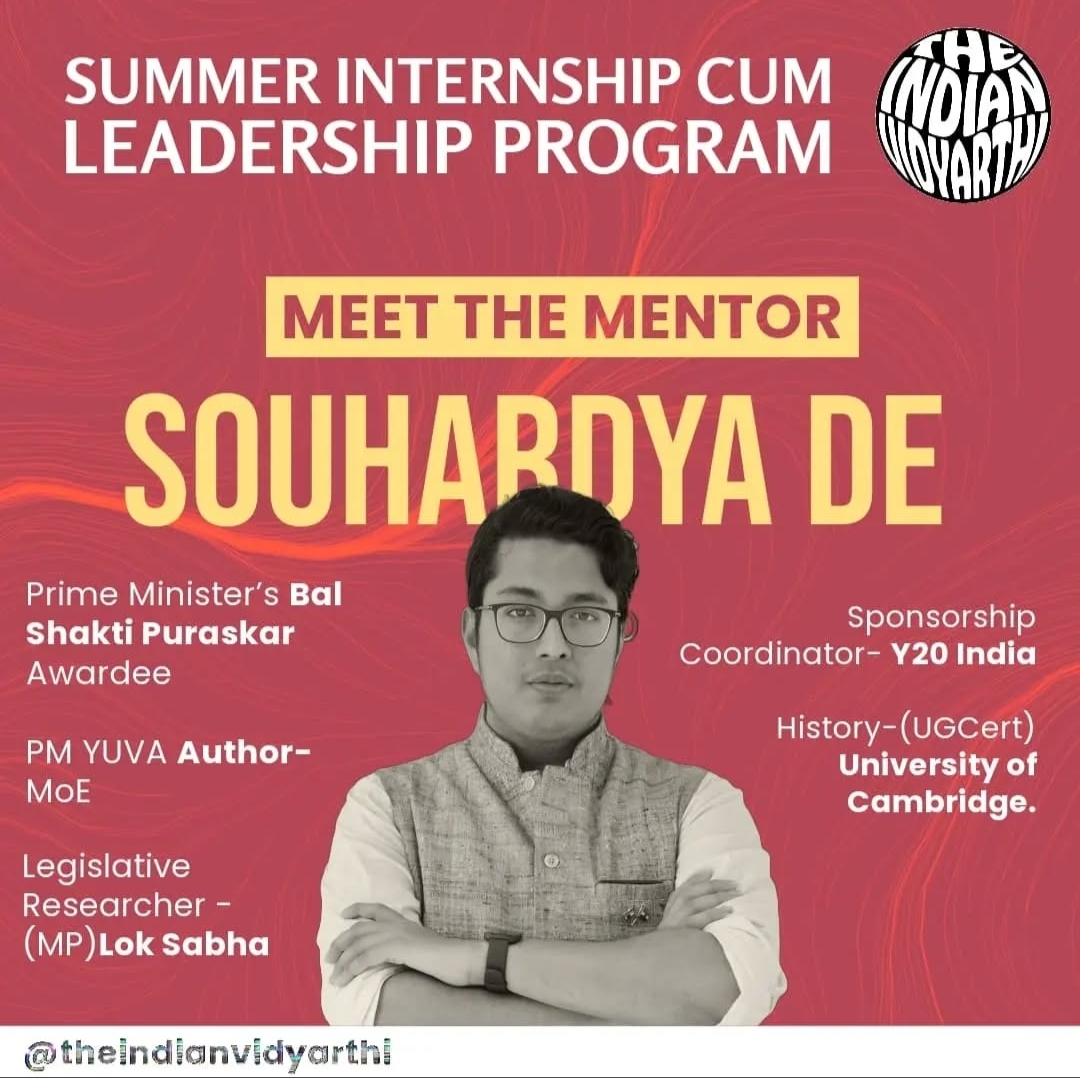 SUMMER INTERNSHIP CUM
LEADERSHIP PROGRAM
THE
INDIAN
VIDYARTHI
MEET THE MENTOR
SOUHARDYA DE
Prime Minister's Bal
Shakti Puraskar
Awardee
PM YUVA Author-
MoE
Legislative
Researcher -
(MP)Lok Sabha
Sponsorship
Coordinator- Y20 India
History-(UGCert)
University of
Cambridge.
@theindianvidyarthi